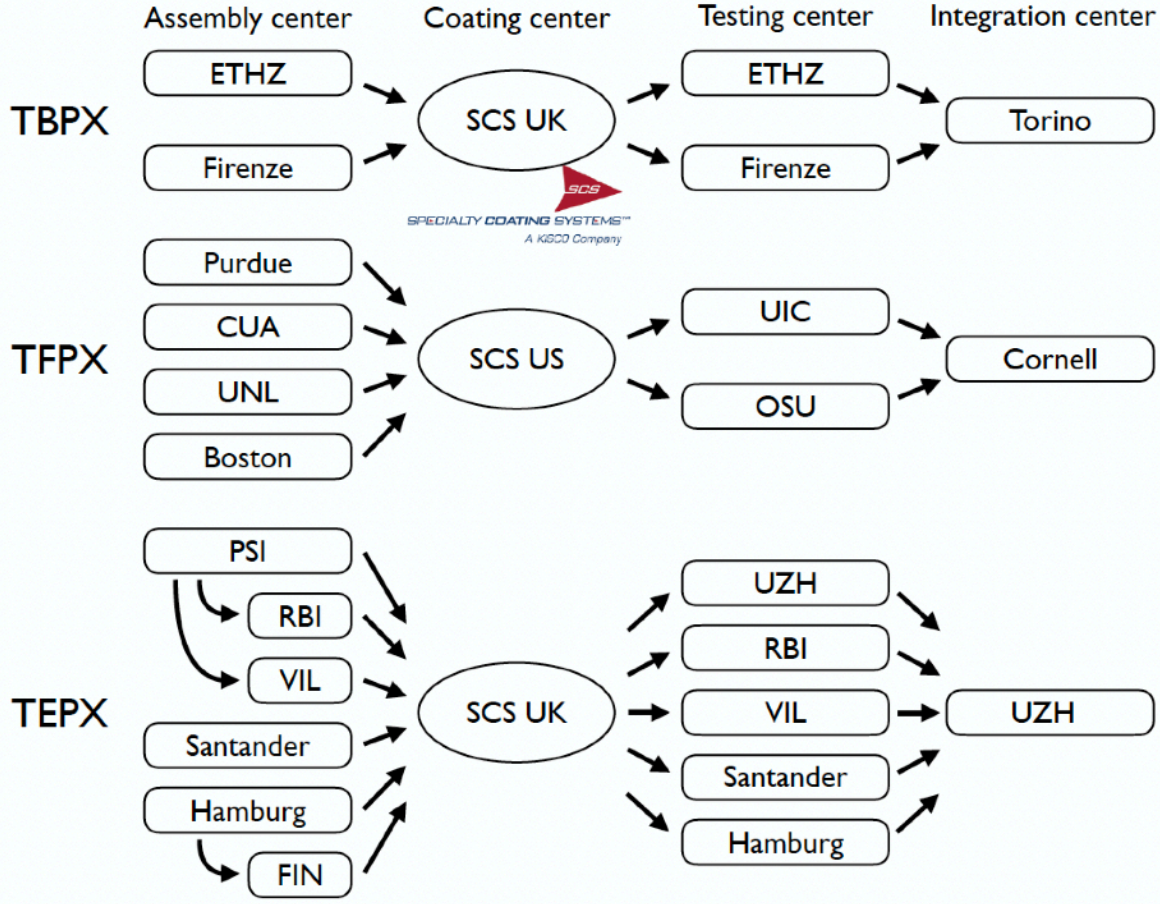 Assembly center Coating center Testing center Integration center
ETHZ ETHZ
TBPX SCS UK Torino
Firenze Firenze
SCS
SPECIALTY COATING SYSTEMS™
A KISCO Company
Purdue
CUA UIC
TFPX SCS US Cornell
UNL OSU
Boston
PSI
UZH
RBI
RBI
VIL
TEPX SCS UK VIL UZH
Santander
Santander
Hamburg
Hamburg
FIN